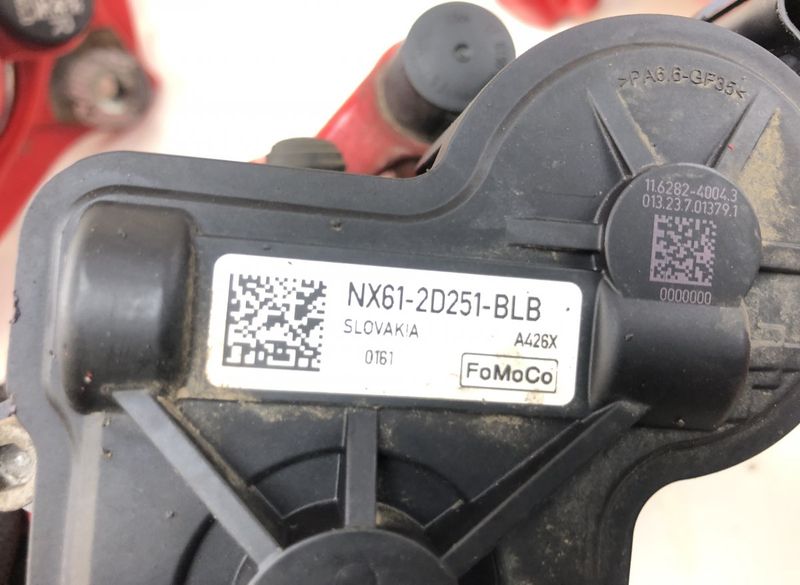 >PA6.6-GF35<
11.6282-4004.3
013.23.7.01379.1
0000000
NX61-2D251-BLB
SLOVAKIA
A426X
0161
FoMoCo